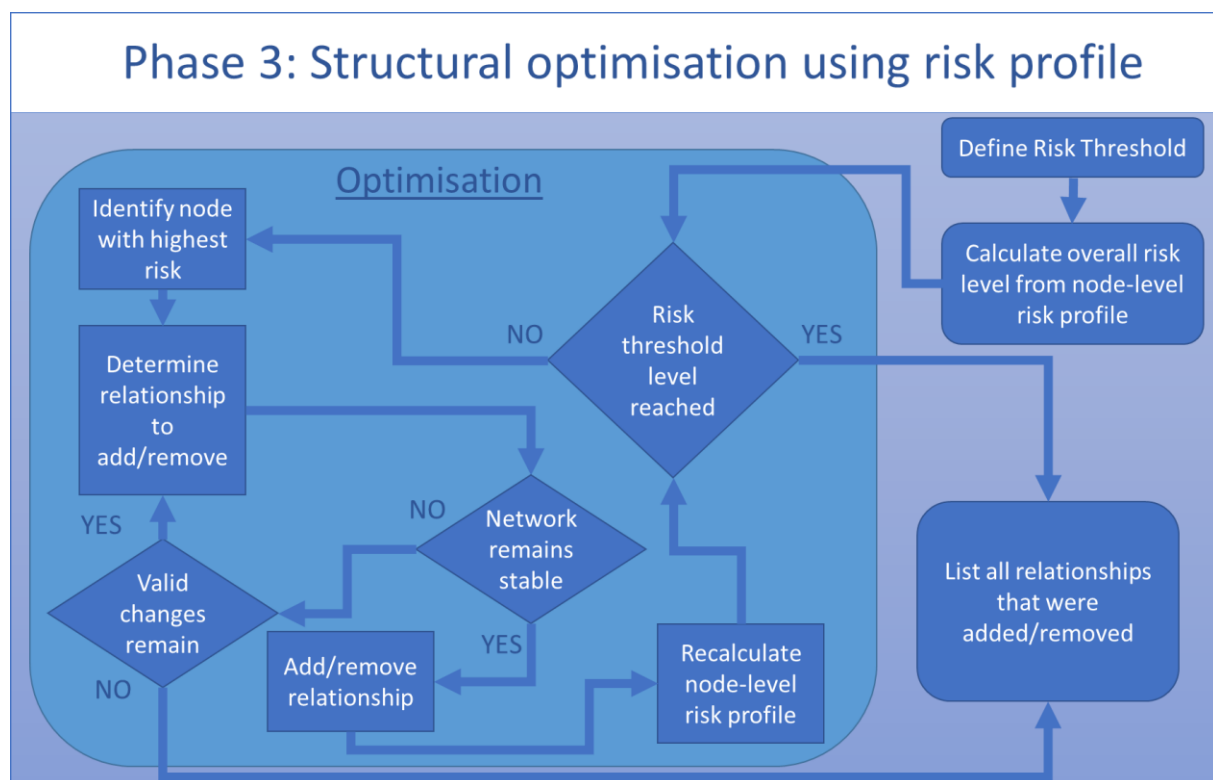 Phase 3: Structural optimisation using risk profile
Define Risk Threshold
Calculate overall risk
level from node-level
risk profile
Optimisation
Identify node
with highest
risk
Determine
relationship
to
add/remove
Risk
threshold
level
reached
NO
YES
Network
remains
stable
NO
YES
Valid
changes
remain
YES
NO
Add/remove
relationship
Recalculate
node-level
risk profile
List all relationships
that were
added/removed